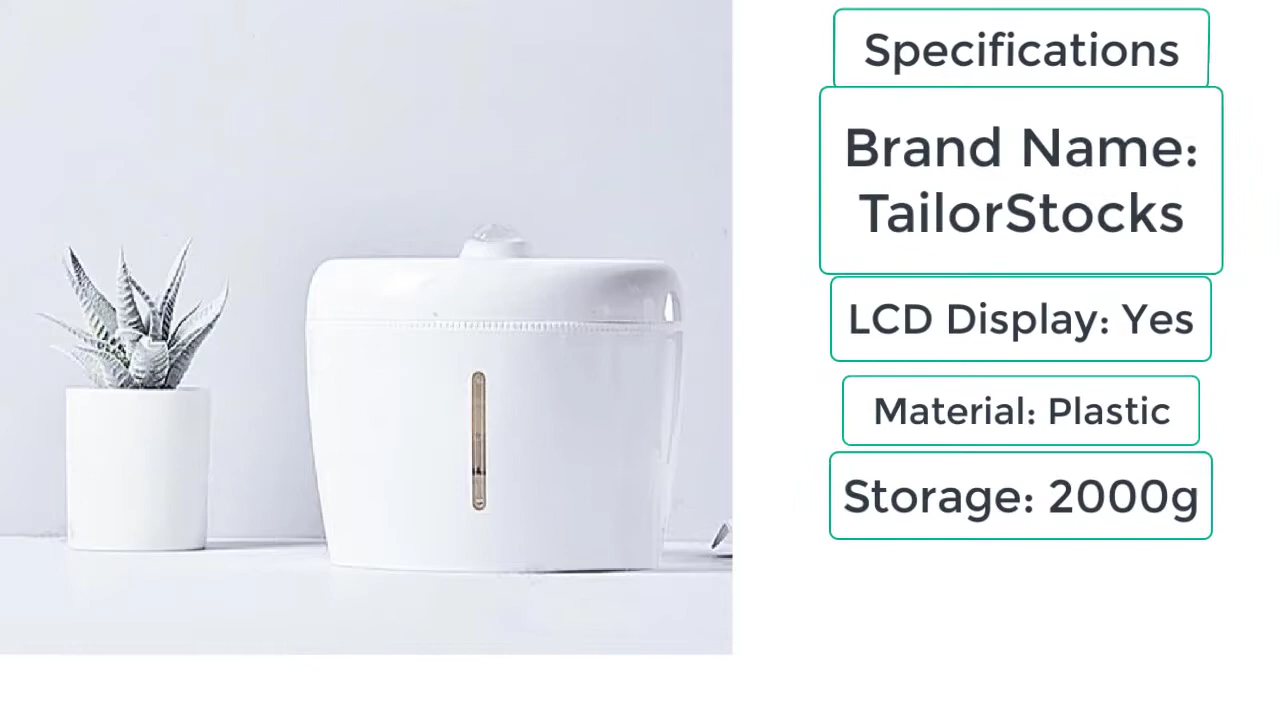 Specifications
Brand Name:
TailorStocks
LCD Display: Yes
Material: Plastic
Storage: 2000g